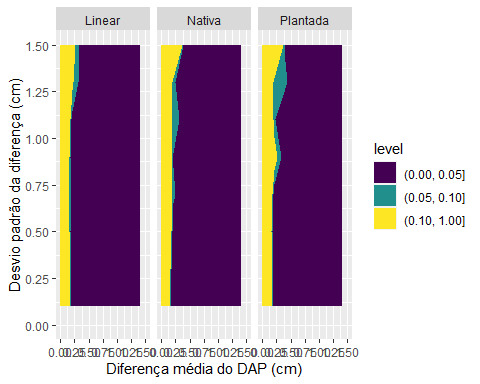 Linear Nativa Plantada
1.50
1.25
1.00
0.75
0.50
0.25
0.00
Desvio padrão da diferença (cm)
Diferença média do DAP (cm)
level
(0.00, 0.05]
(0.05, 0.10]
(0.10, 1.00]